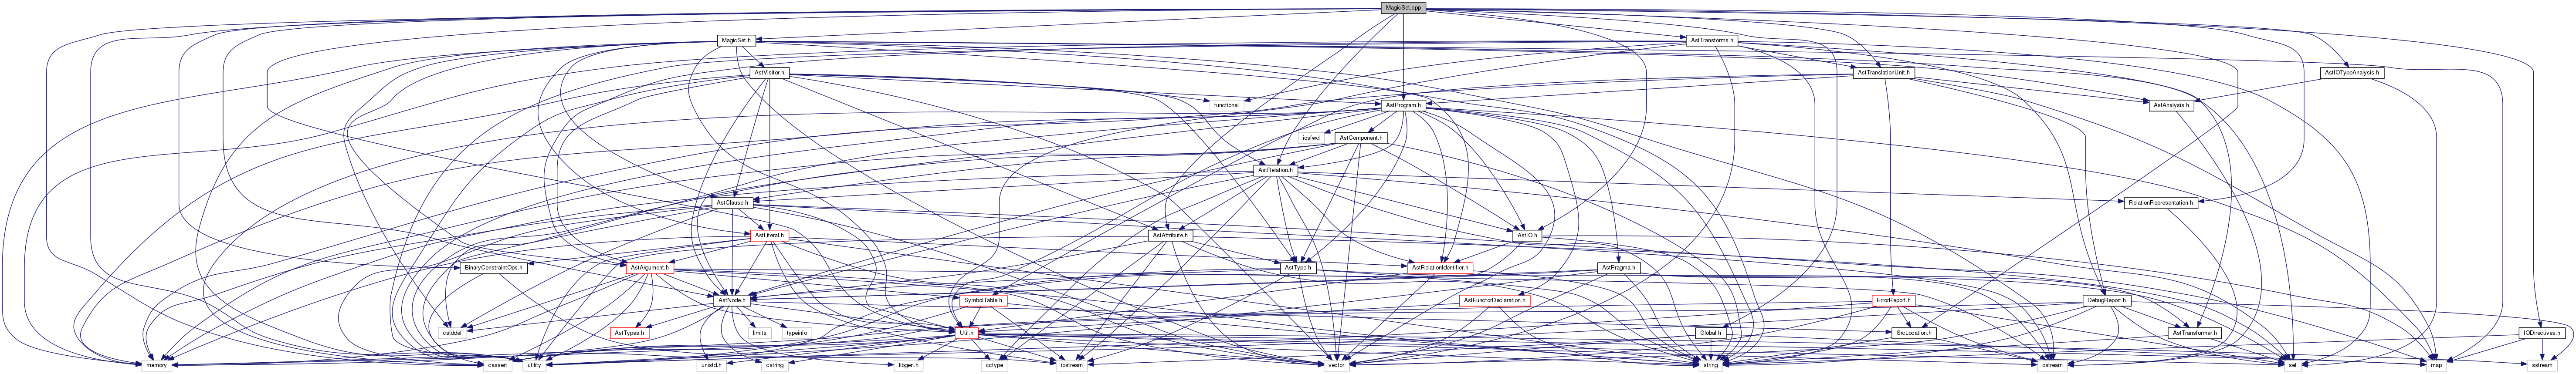 MagicSet.cpp
MagicSet.h
AstTransforms.h
AstVisitor.h
AstTranslationUnit.h
AstIOTypeAnalysis.h
functional
AstProgram.h
AstAnalysis.h
iosfwd
AstComponent.h
AstRelation.h
AstClause.h
RelationRepresentation.h
AstLiteral.h
AstAttribute.h
AstIO.h
BinaryConstraintOps.h
AstArgument.h
AstType.h
AstRelationIdentifier.h
AstPragma.h
AstNode.h
SymbolTable.h
AstFunctorDeclaration.h
ErrorReport.h
DebugReport.h
cstddef
AstTypes.h
limits
typeinfo
Util.h
Global.h
SrcLocation.h
AstTransformer.h
IODirectives.h
memory
cassert
utility
unistd.h
cstring
libgen.h
cctype
iostream
vector
string
ostream
set
map
sstream